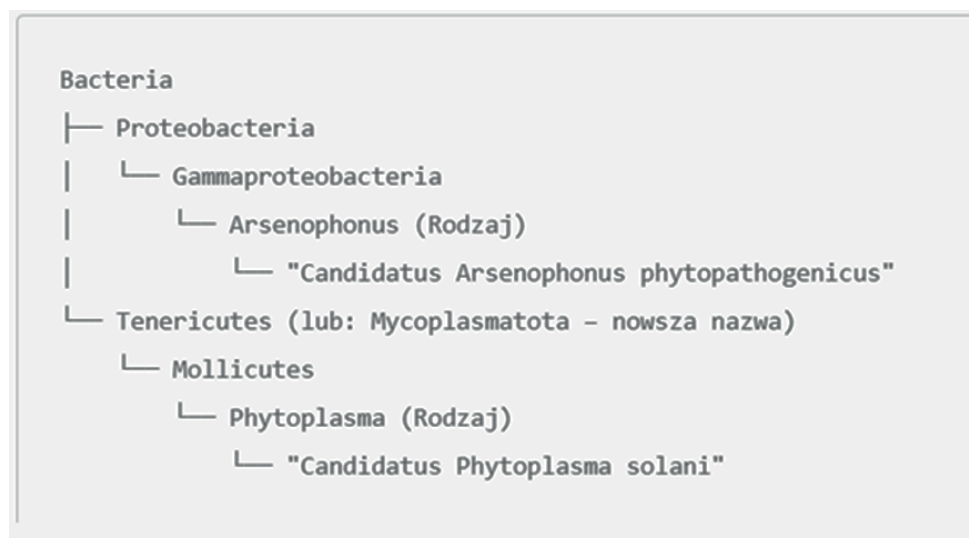 Bacteria
├── Proteobacteria
│   └── Gammaproteobacteria
│       └── Arsenophonus (Rodzaj)
│           └── "Candidatus Arsenophonus phytopathogenicus"
└── Tenericutes (lub: Mycoplasmatota – nowsza nazwa)
    └── Mollicutes
        └── Phytoplasma (Rodzaj)
            └── "Candidatus Phytoplasma solani"